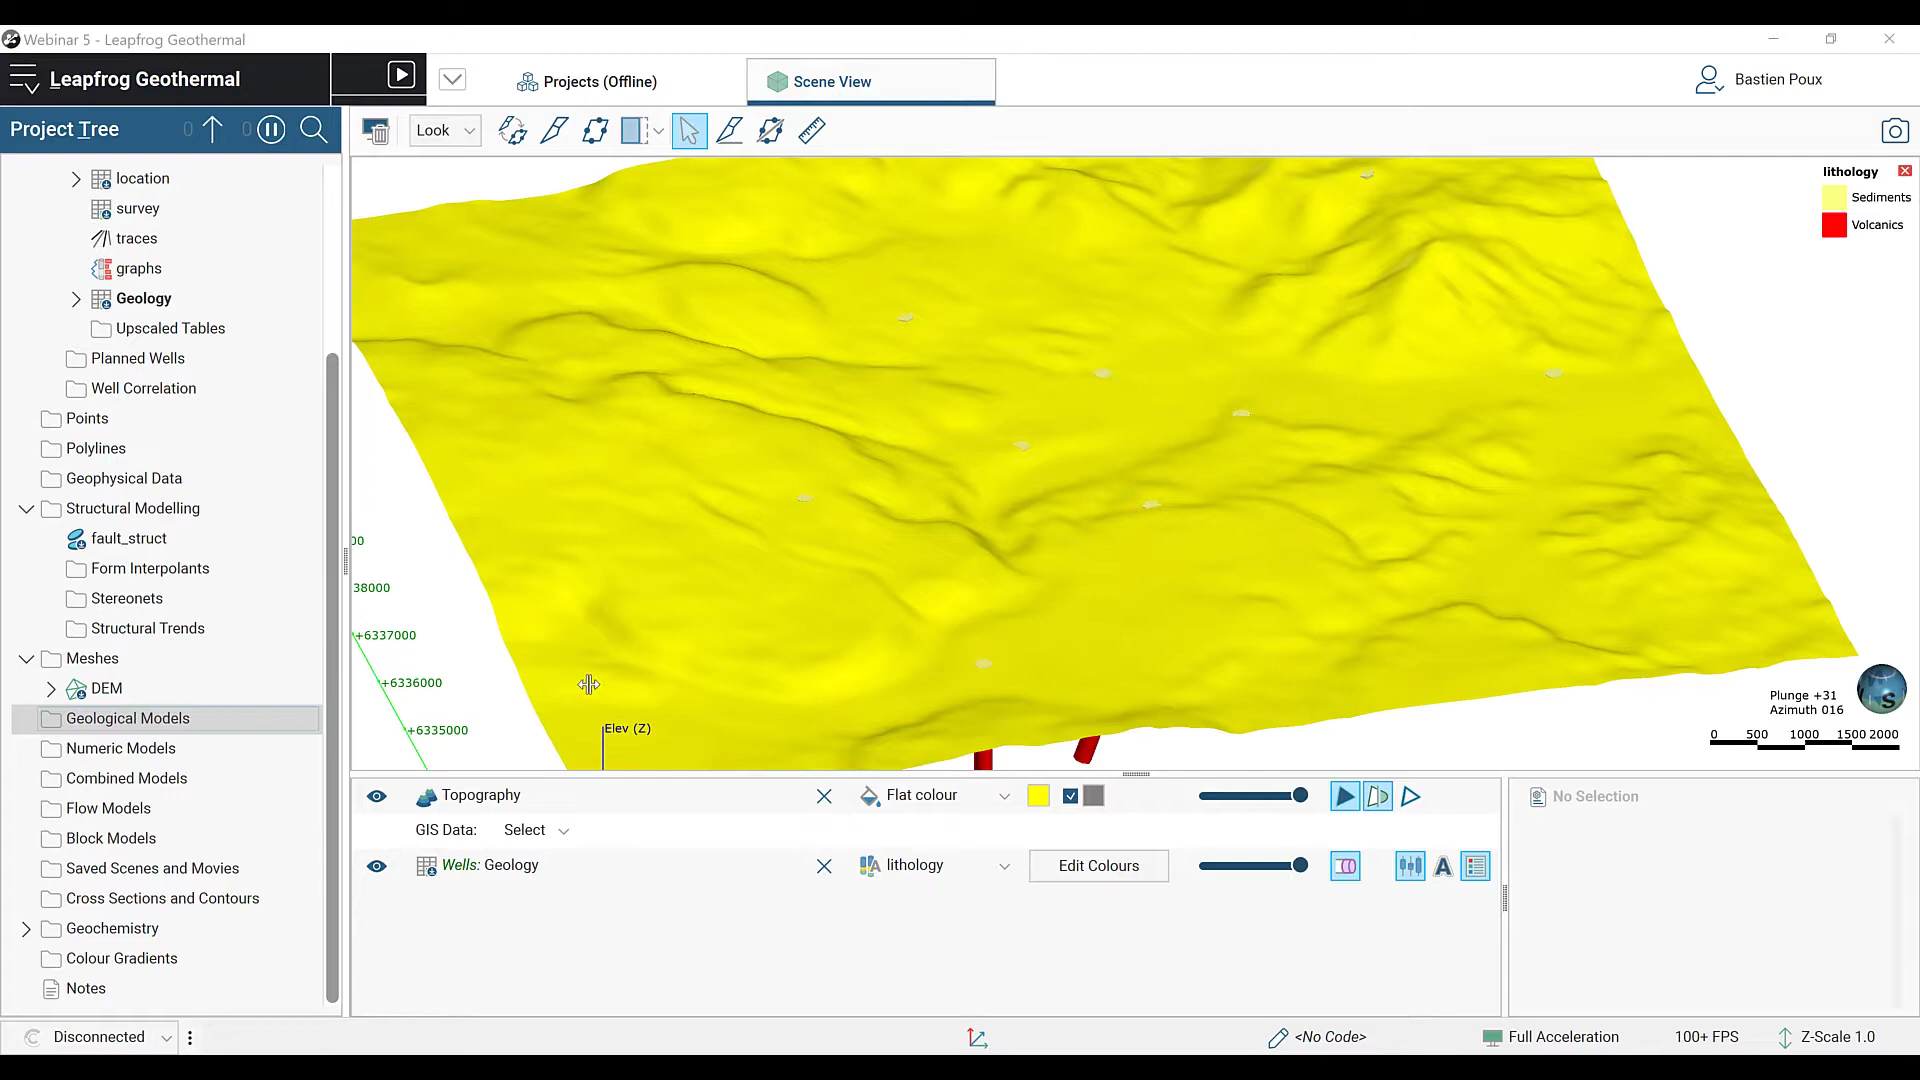 Webinar 5 - Leapfrog Geothermal
Leapfrog Geothermal
Projects (Offline)
Scene View
Bastien Poux
Project Tree
0
0
Look
location
survey
traces
graphs
Geology
Upscaled Tables
Planned Wells
Well Correlation
Points
Polylines
Geophysical Data
Structural Modelling
fault_struct
Form Interpolants
Stereonets
Structural Trends
Meshes
DEM
Geological Models
Numeric Models
Combined Models
Flow Models
Block Models
Saved Scenes and Movies
Cross Sections and Contours
Geochemistry
Colour Gradients
Notes
lithology
Sediments
Volcanics
00
38000
+6337000
+6336000
+6335000
Elev (Z)
Plunge +31
Azimuth 016
0 500 1000 1500 2000
Topography
Flat colour
GIS Data: Select
Wells: Geology
lithology
Edit Colours
No Selection
Disconnected
<No Code>
Full Acceleration
100+ FPS
Z-Scale 1.0